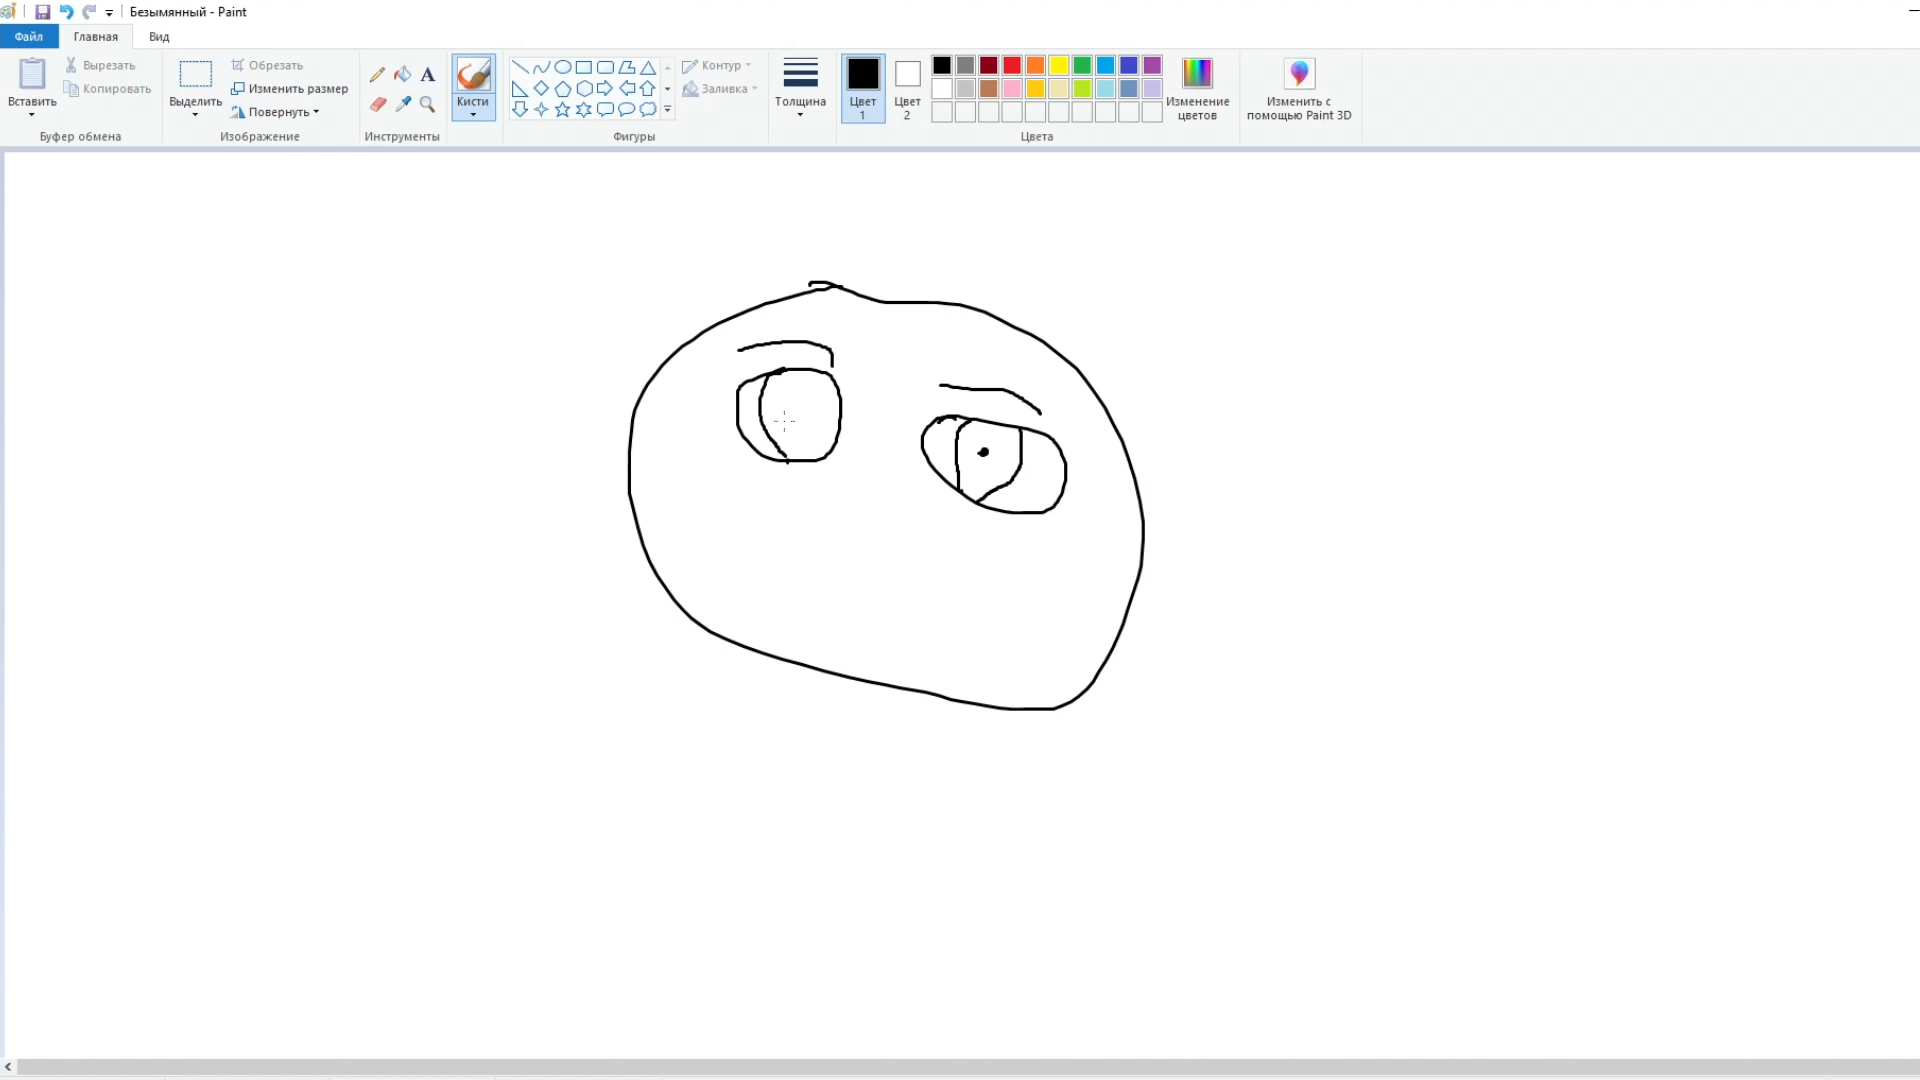 Безымянный - Paint
Файл Главная Вид
Вставить
Вырезать
Копировать
Буфер обмена
Выделить
Обрезать
Изменить размер
Повернуть
Изображение
A
Инструменты
Кисти
Контур
Заливка
Фигуры
Толщина
Цвет
1
Цвет
2
Изменение
цветов
Цвета
Изменить с
помощью Paint 3D